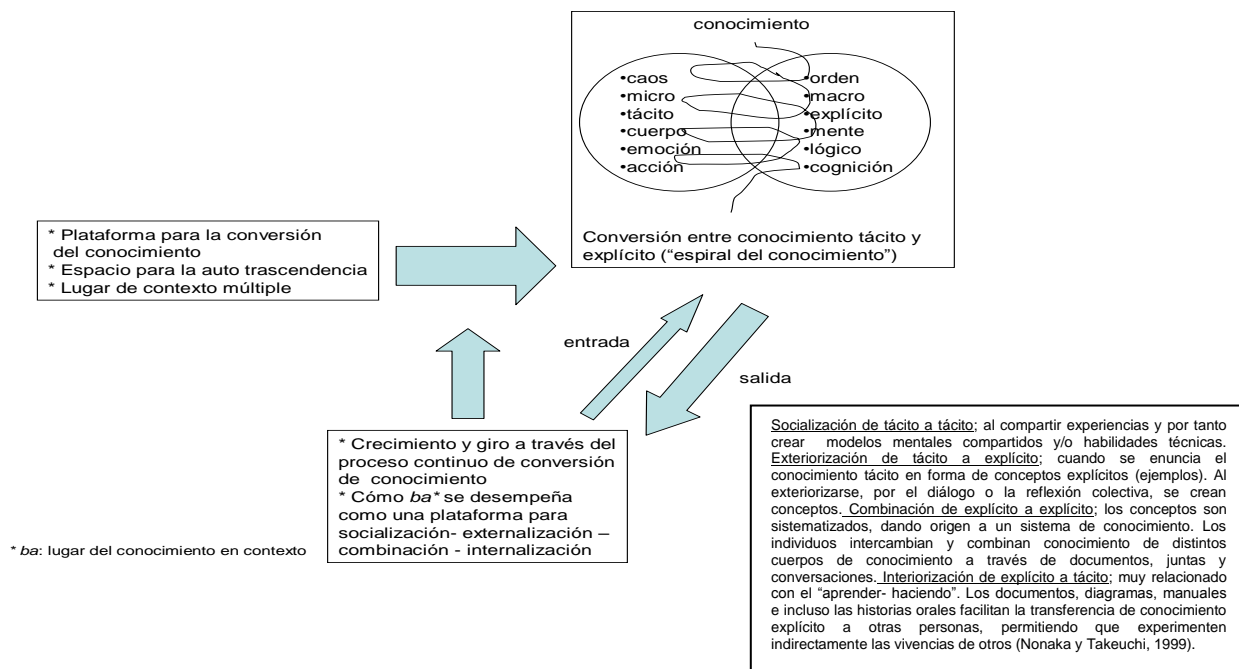 conocimiento
•caos
•micro
•tácito
•cuerpo
•emoción
•acción
•orden
•macro
•explícito
•mente
•lógico
•cognición
Conversión entre conocimiento tácito y
explícito (“espiral del conocimiento”)
* Plataforma para la conversión
del conocimiento
* Espacio para la auto trascendencia
* Lugar de contexto múltiple
entrada
salida
* Crecimiento y giro a través del
proceso continuo de conversión
de conocimiento
* Cómo ba* se desempeña
como una plataforma para
socialización- externalización –
combinación - internalización
* ba: lugar del conocimiento en contexto
Socialización de tácito a tácito; al compartir experiencias y por tanto
crear modelos mentales compartidos y/o habilidades técnicas.
Exteriorización de tácito a explícito; cuando se enuncia el
conocimiento tácito en forma de conceptos explícitos (ejemplos). Al
exteriorizarse, por el diálogo o la reflexión colectiva, se crean
conceptos. Combinación de explícito a explícito; los conceptos son
sistematizados, dando origen a un sistema de conocimiento. Los
individuos intercambian y combinan conocimiento de distintos
cuerpos de conocimiento a través de documentos, juntas y
conversaciones. Interiorización de explícito a tácito; muy relacionado
con el “aprender- haciendo”. Los documentos, diagramas, manuales
e incluso las historias orales facilitan la transferencia de conocimiento
explícito a otras personas, permitiendo que experimenten
indirectamente las vivencias de otros (Nonaka y Takeuchi, 1999).